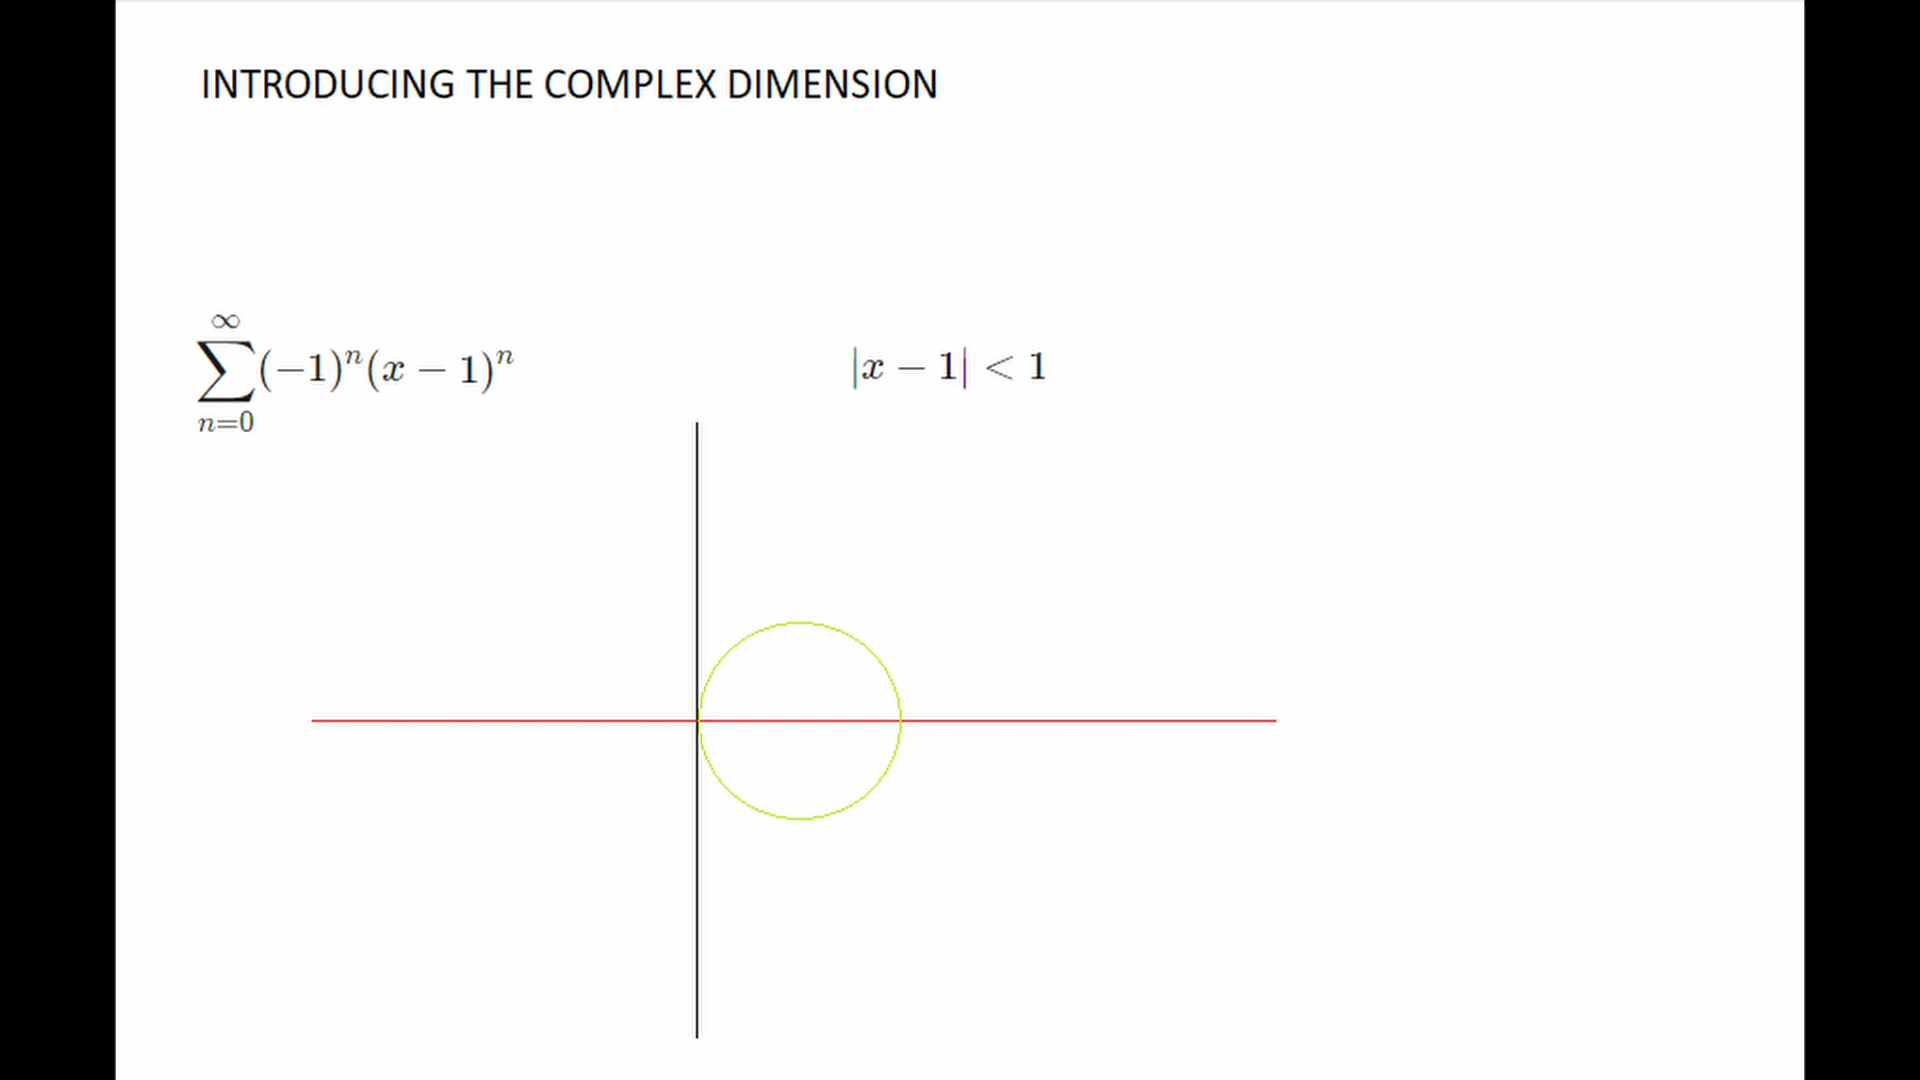 INTRODUCING THE COMPLEX DIMENSION
∞
∑(−1)ⁿ(x − 1)ⁿ |x − 1| < 1
n=0